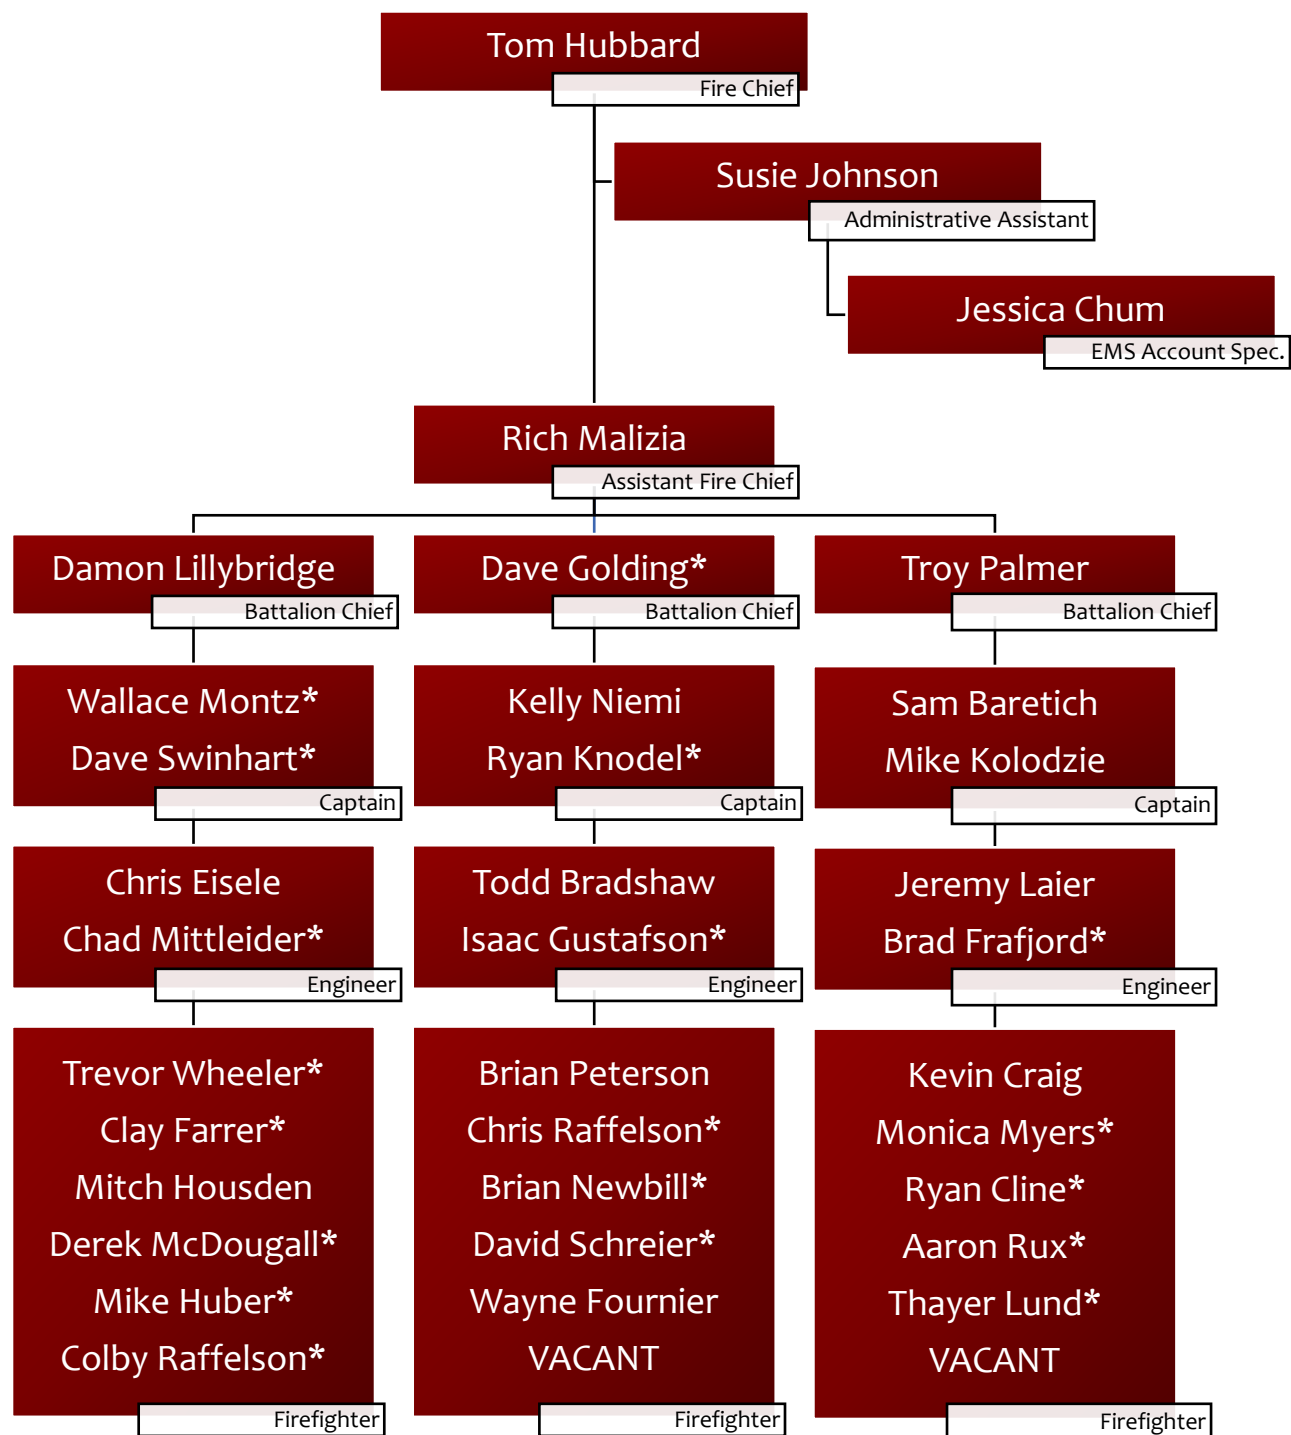 Tom Hubbard
Fire Chief
Susie Johnson
Administrative Assistant
Jessica Chum
EMS Account Spec.
Rich Malizia
Assistant Fire Chief
Damon Lillybridge
Battalion Chief
Dave Golding*
Battalion Chief
Troy Palmer
Battalion Chief
Wallace Montz*
Dave Swinhart*
Captain
Kelly Niemi
Ryan Knodel*
Captain
Sam Baretich
Mike Kolodzie
Captain
Chris Eisele
Chad Mittleider*
Engineer
Todd Bradshaw
Isaac Gustafson*
Engineer
Jeremy Laier
Brad Frafjord*
Engineer
Trevor Wheeler*
Clay Farrer*
Mitch Housden
Derek McDougall*
Mike Huber*
Colby Raffelson*
Firefighter
Brian Peterson
Chris Raffelson*
Brian Newbill*
David Schreier*
Wayne Fournier
VACANT
Firefighter
Kevin Craig
Monica Myers*
Ryan Cline*
Aaron Rux*
Thayer Lund*
VACANT
Firefighter